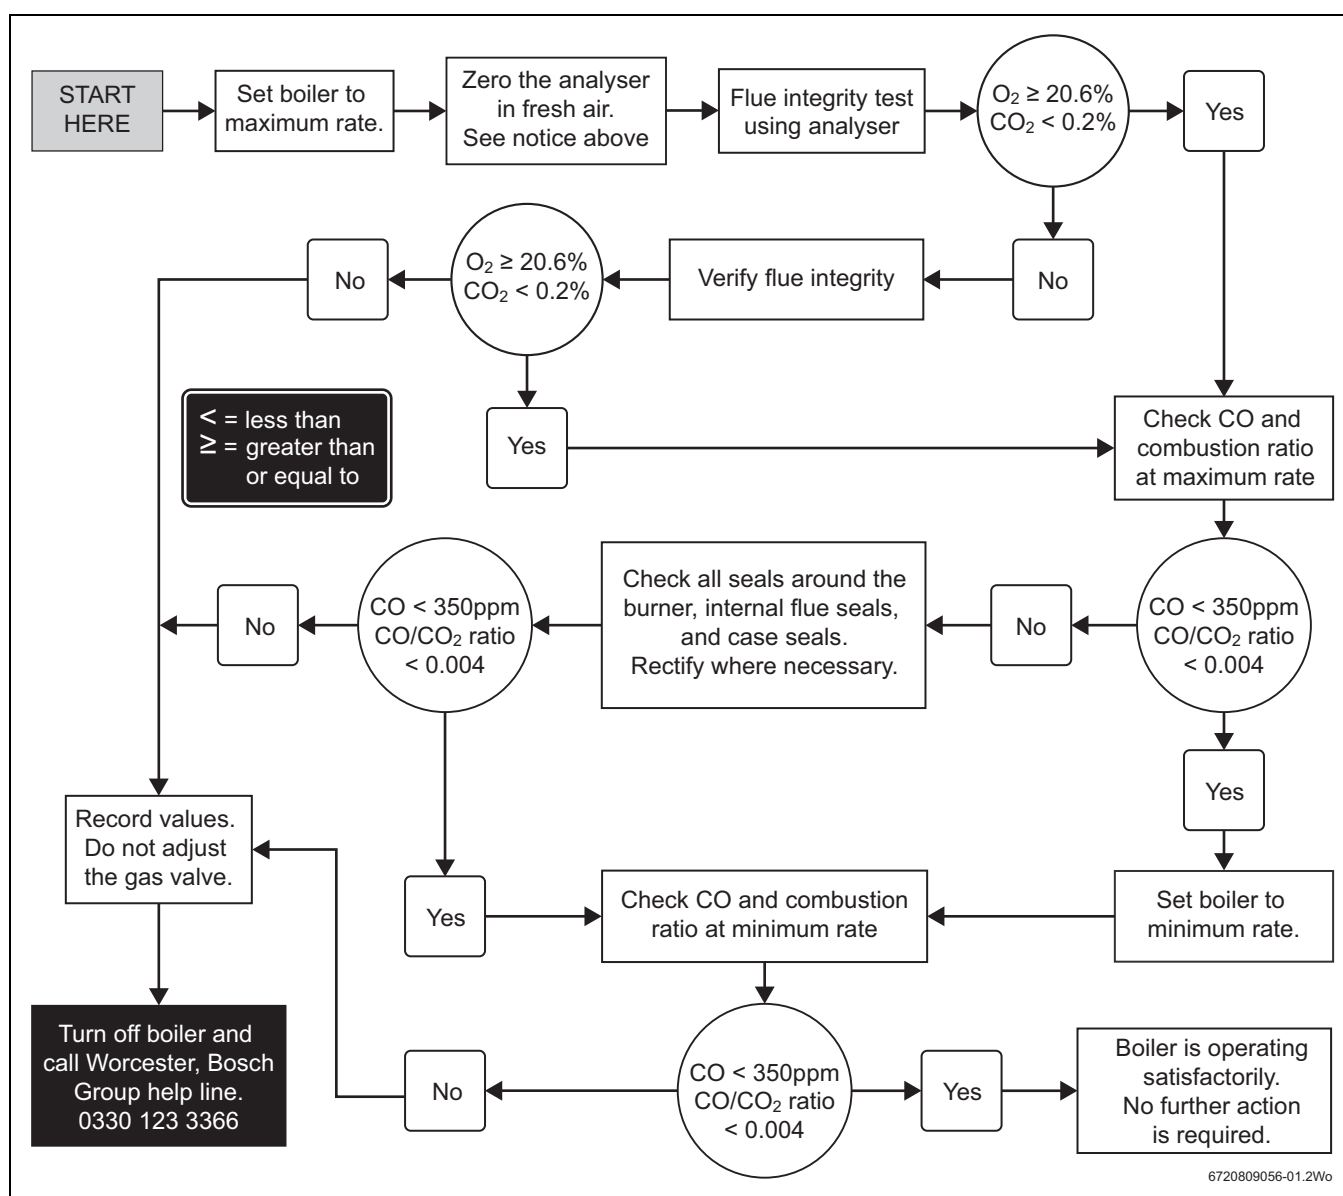 START
HERE
Set boiler to
maximum rate.
Zero the analyser
in fresh air.
See notice above
Flue integrity test
using analyser
O₂ ≥ 20.6%
CO₂ < 0.2%
Yes
No
Verify flue integrity
O₂ ≥ 20.6%
CO₂ < 0.2%
No
Yes
< = less than
≥ = greater than
or equal to
Check CO and
combustion ratio
at maximum rate
CO < 350ppm
CO/CO₂ ratio
< 0.004
No
Check all seals around the
burner, internal flue seals,
and case seals.
Rectify where necessary.
CO < 350ppm
CO/CO₂ ratio
< 0.004
No
Yes
Yes
Set boiler to
minimum rate.
Check CO and combustion
ratio at minimum rate
Record values.
Do not adjust
the gas valve.
Turn off boiler and
call Worcester, Bosch
Group help line.
0330 123 3366
No
CO < 350ppm
CO/CO₂ ratio
< 0.004
Yes
Boiler is operating
satisfactorily.
No further action
is required.
6720809056-01.2Wo